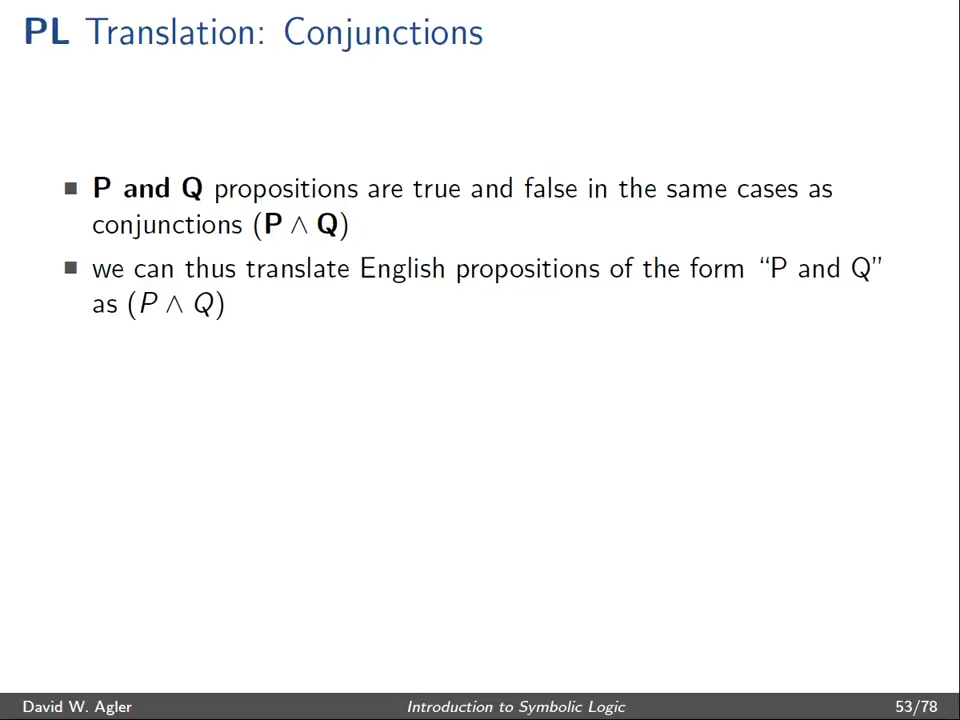 PL Translation: Conjunctions
P and Q propositions are true and false in the same cases as
conjunctions (P ∧ Q)
we can thus translate English propositions of the form “P and Q”
as (P ∧ Q)
David W. Agler Introduction to Symbolic Logic 53/78